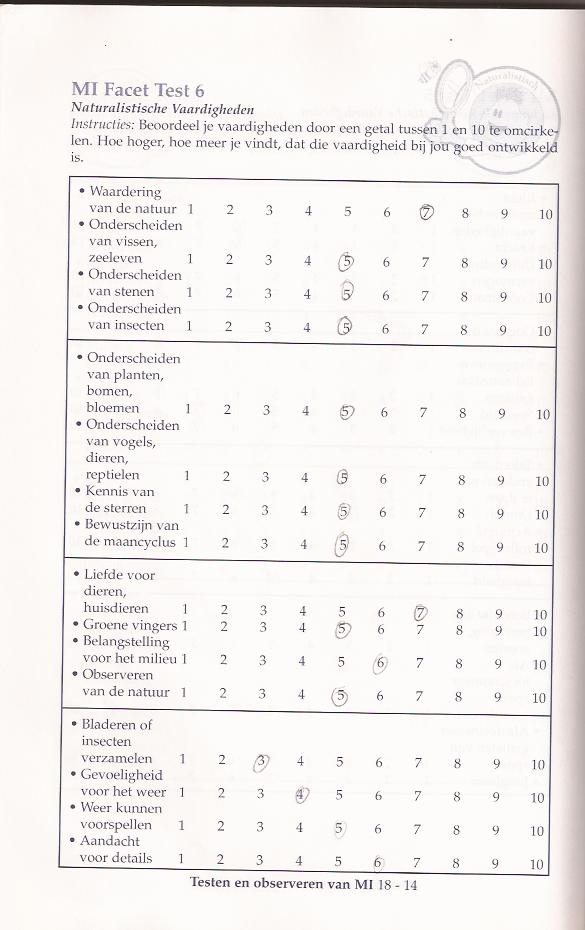 Naturalistisch
MI Facet Test 6
Naturalistische Vaardigheden
Instructies: Beoordeel je vaardigheden door een getal tussen 1 en 10 te omcirke-
len. Hoe hoger, hoe meer je vindt, dat die vaardigheid bij jou goed ontwikkeld
is.
• Waardering
van de natuur 1 2 3 4 5 6 7 8 9 10
• Onderscheiden
van vissen,
zeeleven 1 2 3 4 5 6 7 8 9 10
• Onderscheiden
van stenen 1 2 3 4 5 6 7 8 9 10
• Onderscheiden
van insecten 1 2 3 4 5 6 7 8 9 10
• Onderscheiden
van planten,
bomen,
bloemen 1 2 3 4 5 6 7 8 9 10
• Onderscheiden
van vogels,
dieren,
reptielen 1 2 3 4 5 6 7 8 9 10
• Kennis van
de sterren 1 2 3 4 5 6 7 8 9 10
• Bewustzijn van
de maancyclus 1 2 3 4 5 6 7 8 9 10
• Liefde voor
dieren,
huisdieren 1 2 3 4 5 6 7 8 9 10
• Groene vingers 1 2 3 4 5 6 7 8 9 10
• Belangstelling
voor het milieu 1 2 3 4 5 6 7 8 9 10
• Observeren
van de natuur 1 2 3 4 5 6 7 8 9 10
• Bladeren of
insecten
verzamelen 1 2 3 4 5 6 7 8 9 10
• Gevoeligheid
voor het weer 1 2 3 4 5 6 7 8 9 10
• Weer kunnen
voorspellen 1 2 3 4 5 6 7 8 9 10
• Aandacht
voor details 1 2 3 4 5 6 7 8 9 10
Testen en observeren van MI 18 - 14